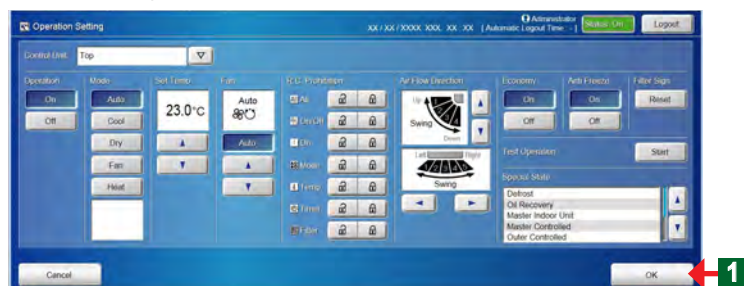 Operation Setting
XX / XX / XXXX XXX, XX : XX [Automatic Logout Time : - ]
Administrator
Status: On
Logout
Control Unit: Top
Operation
On
Off
Mode
Auto
Cool
Dry
Fan
Heat
Set Temp.
23.0°C
Fan
Auto
Auto
R.C. Prohibition
All
On/Off
On
Mode
Temp
Timer
Filter
Air Flow Direction
Up
Swing
Down
Left
Right
Swing
Economy
On
Off
Anti Freeze
On
Off
Filter Sign
Reset
Test Operation
Start
Special State
Defrost
Oil Recovery
Master Indoor Unit
Master Controlled
Outer Controlled
Cancel
OK
1